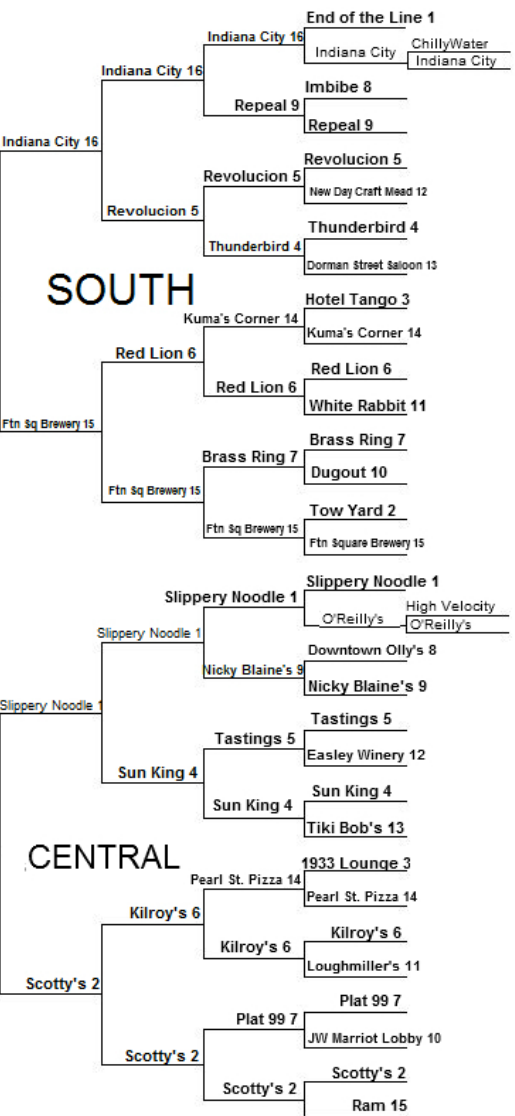 End of the Line 1
Indiana City 16
ChillyWater
Indiana City
Indiana City
Indiana City 16
Imbibe 8
Repeal 9
Repeal 9
Indiana City 16
Revolucion 5
Revolucion 5
New Day Craft Mead 12
Revolucion 5
Thunderbird 4
Thunderbird 4
Dorman Street Saloon 13
SOUTH
Hotel Tango 3
Kuma's Corner 14
Kuma's Corner 14
Red Lion 6
Red Lion 6
Red Lion 6
White Rabbit 11
Ftn Sq Brewery 15
Brass Ring 7
Brass Ring 7
Dugout 10
Ftn Sq Brewery 15
Tow Yard 2
Ftn Sq Brewery 15
Ftn Square Brewery 15
Slippery Noodle 1
Slippery Noodle 1
High Velocity
O'Reilly's
O'Reilly's
Slippery Noodle 1
Downtown Olly's 8
Nicky Blaine's 9
Nicky Blaine's 9
Slippery Noodle 1
Tastings 5
Tastings 5
Easley Winery 12
Sun King 4
Sun King 4
Sun King 4
Tiki Bob's 13
CENTRAL
1933 Lounge 3
Pearl St. Pizza 14
Pearl St. Pizza 14
Kilroy's 6
Kilroy's 6
Kilroy's 6
Loughmiller's 11
Scotty's 2
Plat 99 7
Plat 99 7
JW Marriot Lobby 10
Scotty's 2
Scotty's 2
Scotty's 2
Ram 15